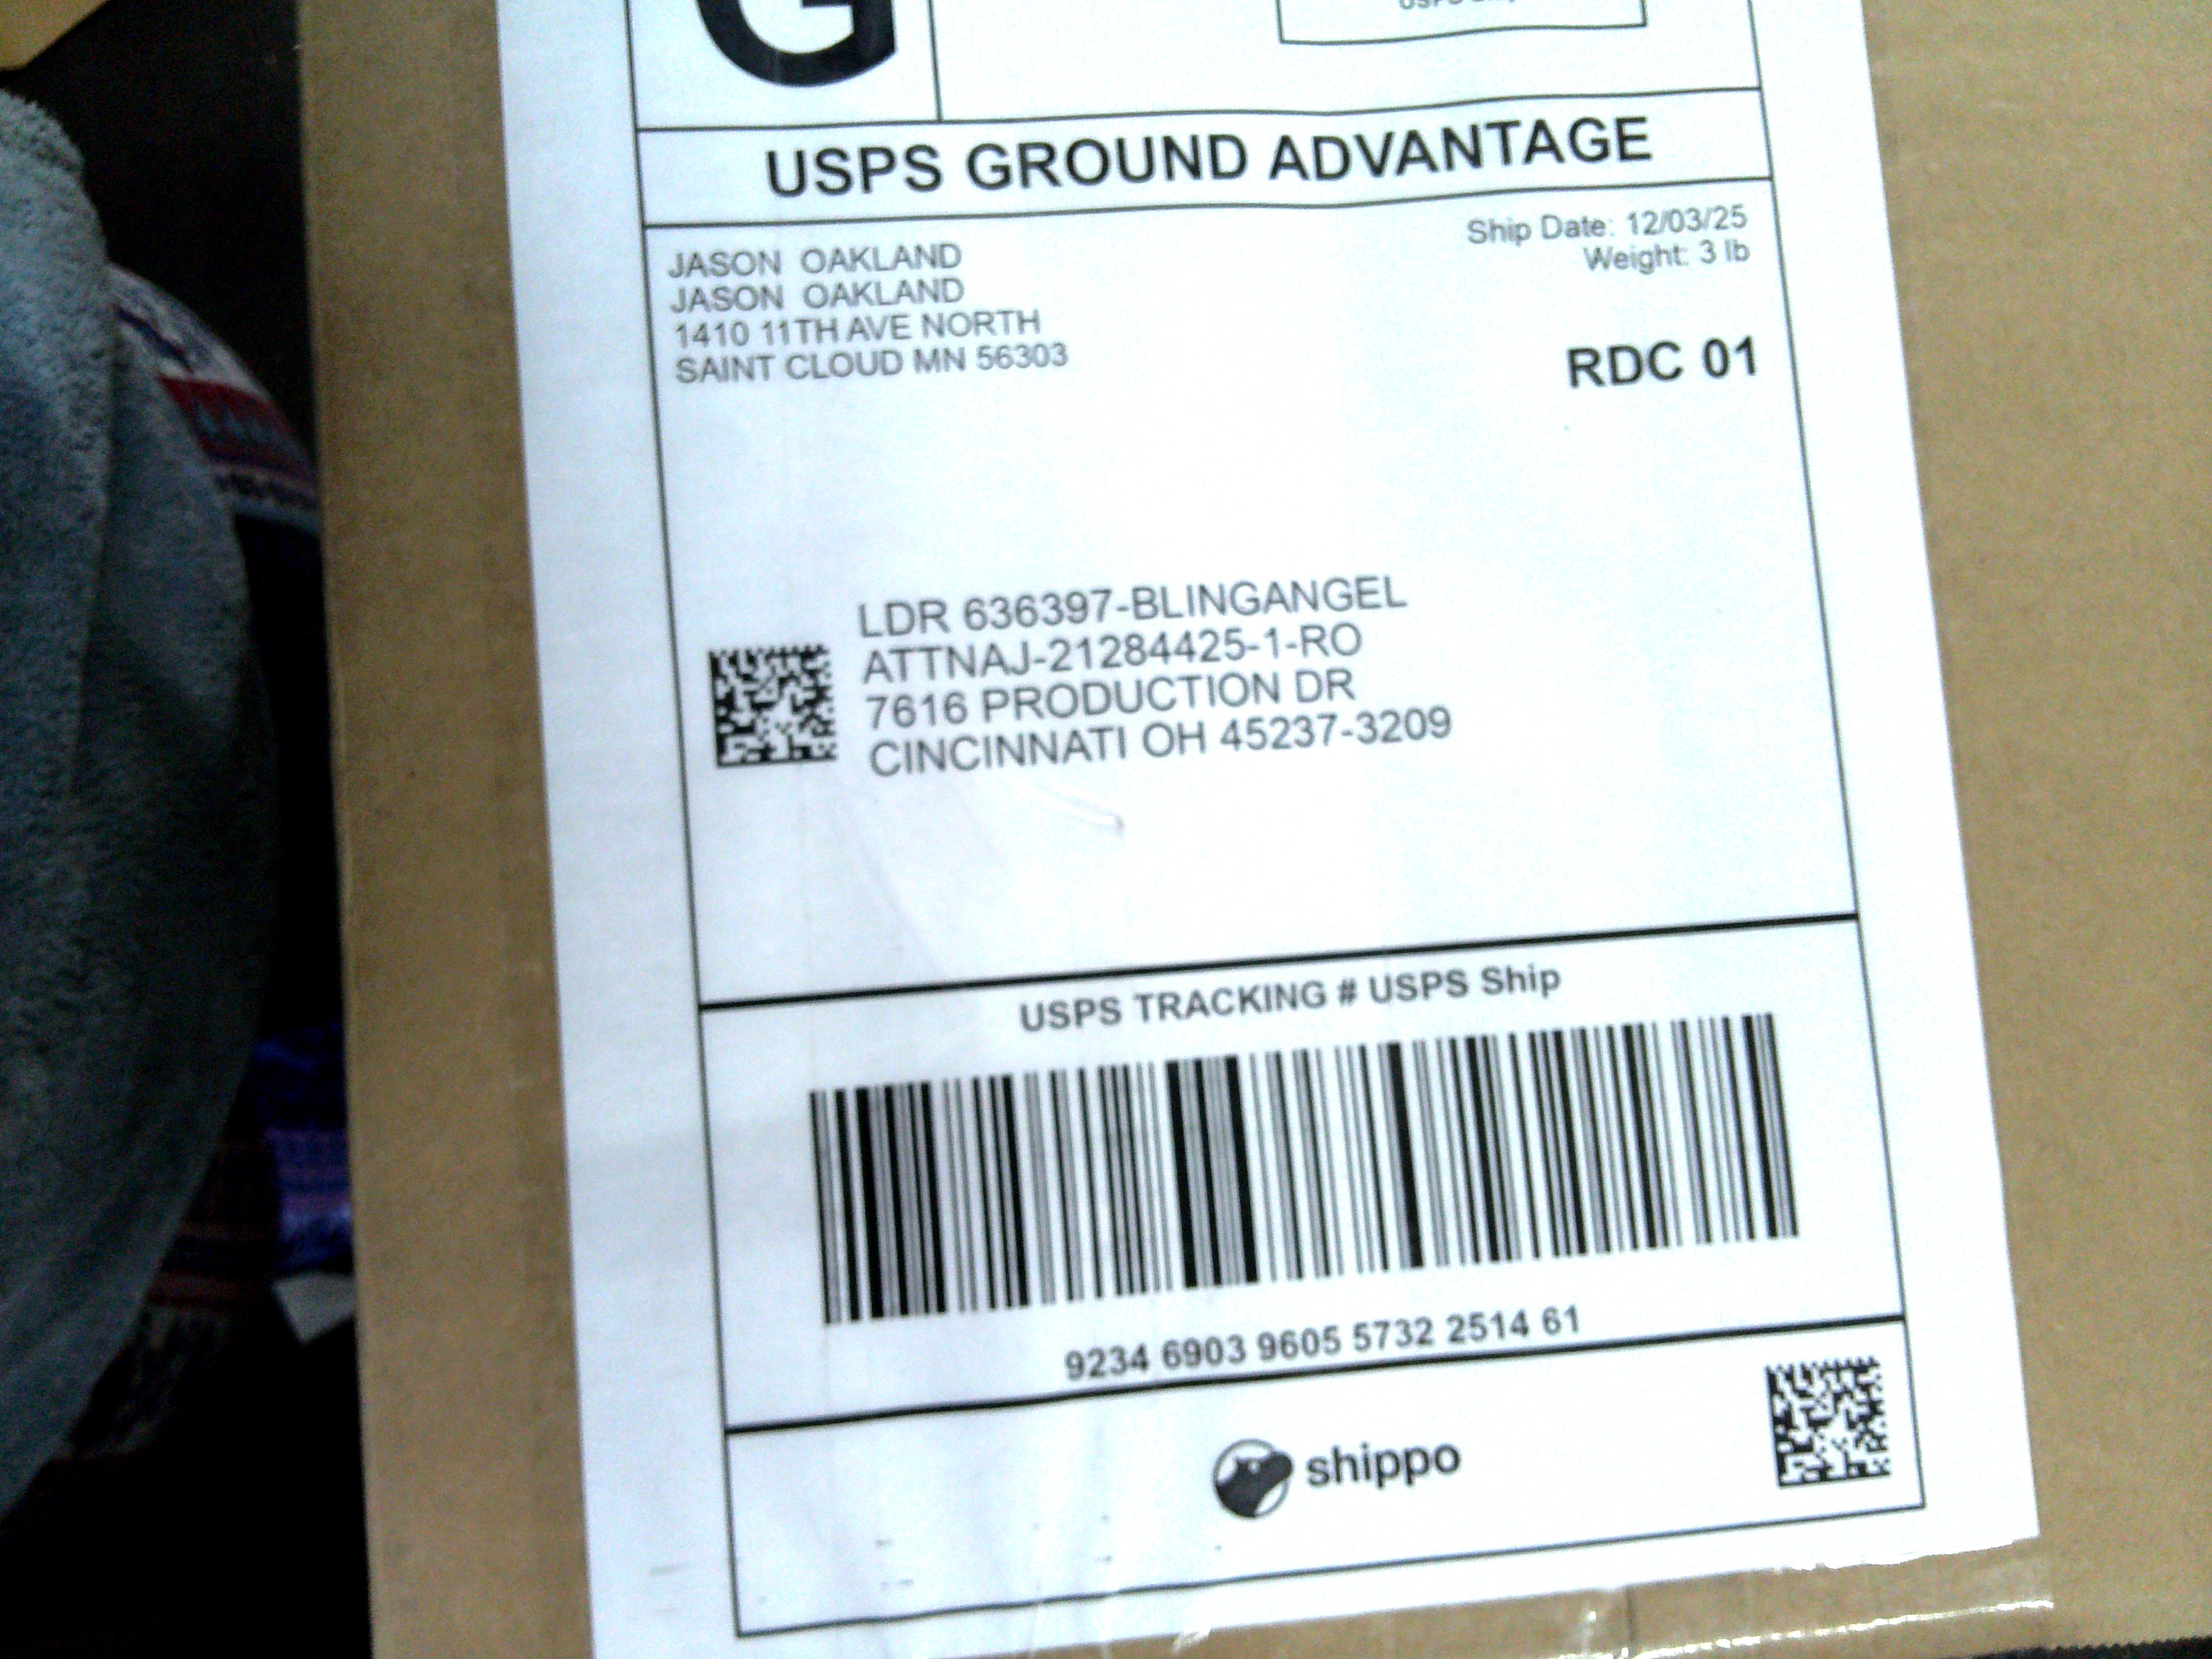 G
USPS GROUND ADVANTAGE
JASON OAKLAND
JASON OAKLAND
1410 11TH AVE NORTH
SAINT CLOUD MN 56303
Ship Date: 12/03/25
Weight: 3 lb
RDC 01
LDR 636397-BLINGANGEL
ATTNAJ-21284425-1-RO
7616 PRODUCTION DR
CINCINNATI OH 45237-3209
USPS TRACKING # USPS Ship
9234 6903 9605 5732 2514 61
shippo